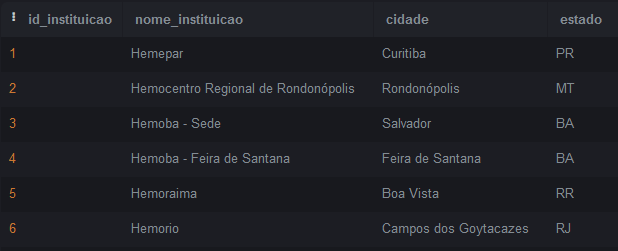 id_instituicao nome_instituicao cidade estado
1 Hemepar Curitiba PR
2 Hemocentro Regional de Rondonópolis Rondonópolis MT
3 Hemoba - Sede Salvador BA
4 Hemoba - Feira de Santana Feira de Santana BA
5 Hemoraima Boa Vista RR
6 Hemorio Campos dos Goytacazes RJ